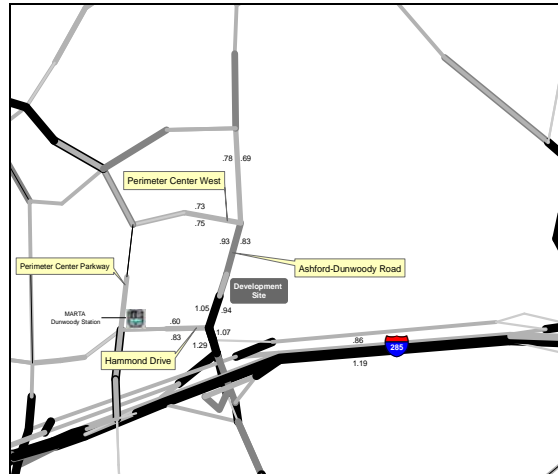 .78 .69
Perimeter Center West
.73
.75
.93 .83
Perimeter Center Parkway
Ashford-Dunwoody Road
Development
Site
MARTA
Dunwoody Station
1.05 .94
.60
.83
1.07
1.29
Hammond Drive
.86
285
1.19